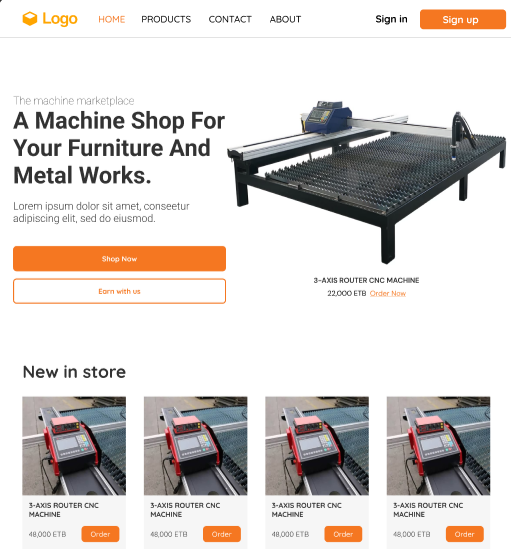 Logo HOME PRODUCTS CONTACT ABOUT Sign in Sign up
The machine marketplace
A Machine Shop For
Your Furniture And
Metal Works.
Lorem ipsum dolor sit amet, conseetur
adipiscing elit, sed do eiusmod.
Shop Now
Earn with us
3-AXIS ROUTER CNC MACHINE
22,000 ETB Order Now
New in store
3-AXIS ROUTER CNC
MACHINE
48,000 ETB Order
3-AXIS ROUTER CNC
MACHINE
48,000 ETB Order
3-AXIS ROUTER CNC
MACHINE
48,000 ETB Order
3-AXIS ROUTER CNC
MACHINE
48,000 ETB Order